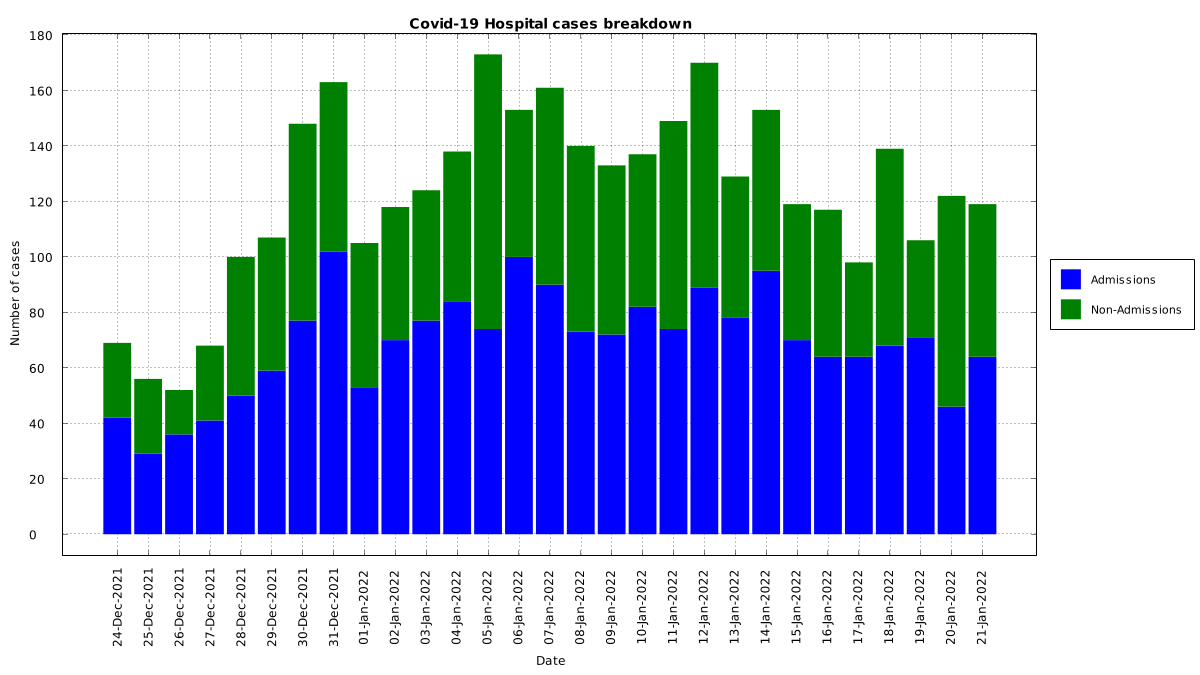 Covid-19 Hospital cases breakdown
180
160
140
120
100
80
60
40
20
0
Number of cases
24-Dec-2021
25-Dec-2021
26-Dec-2021
27-Dec-2021
28-Dec-2021
29-Dec-2021
30-Dec-2021
31-Dec-2021
01-Jan-2022
02-Jan-2022
03-Jan-2022
04-Jan-2022
05-Jan-2022
06-Jan-2022
07-Jan-2022
08-Jan-2022
09-Jan-2022
10-Jan-2022
11-Jan-2022
12-Jan-2022
13-Jan-2022
14-Jan-2022
15-Jan-2022
16-Jan-2022
17-Jan-2022
18-Jan-2022
19-Jan-2022
20-Jan-2022
21-Jan-2022
Date
Admissions
Non-Admissions